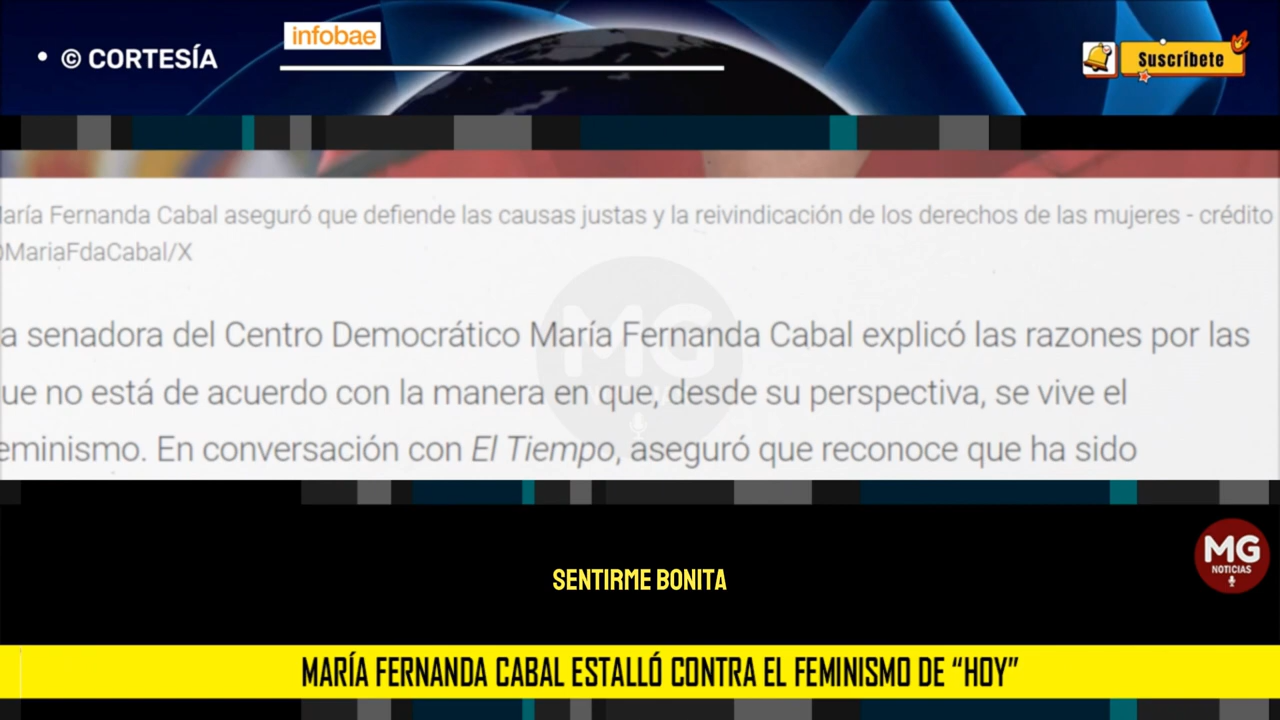 infobae
© CORTESÍA
Suscríbete
aría Fernanda Cabal aseguró que defiende las causas justas y la reivindicación de los derechos de las mujeres - crédito
MariaFdaCabal/X
a senadora del Centro Democrático María Fernanda Cabal explicó las razones por las
ue no está de acuerdo con la manera en que, desde su perspectiva, se vive el
eminismo. En conversación con El Tiempo, aseguró que reconoce que ha sido
MG
NOTICIAS
SENTIRME BONITA
MG
NOTICIAS
MARÍA FERNANDA CABAL ESTALLÓ CONTRA EL FEMINISMO DE “HOY”